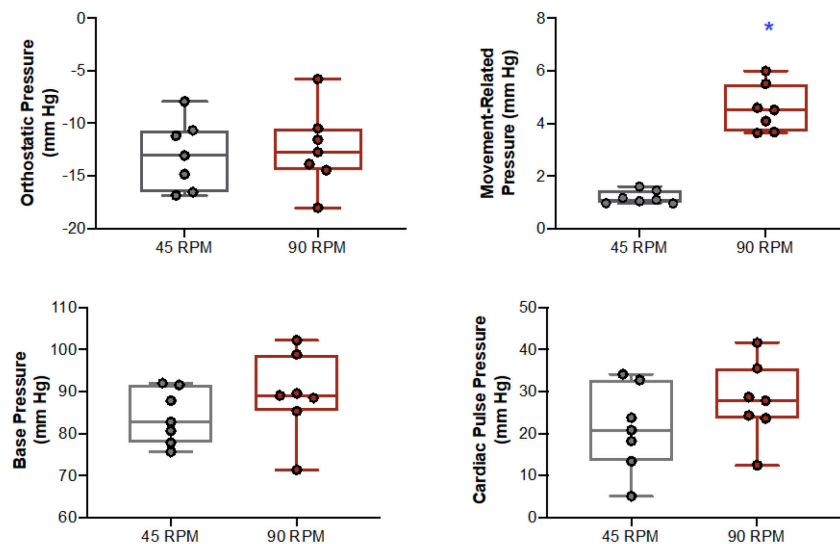 Orthostatic Pressure
(mm Hg)
0
-5
-10
-15
-20
45 RPM
90 RPM
Movement-Related
Pressure (mm Hg)
8
6
4
2
0
*
45 RPM
90 RPM
Base Pressure
(mm Hg)
110
100
90
80
70
60
45 RPM
90 RPM
Cardiac Pulse Pressure
(mm Hg)
50
40
30
20
10
0
45 RPM
90 RPM